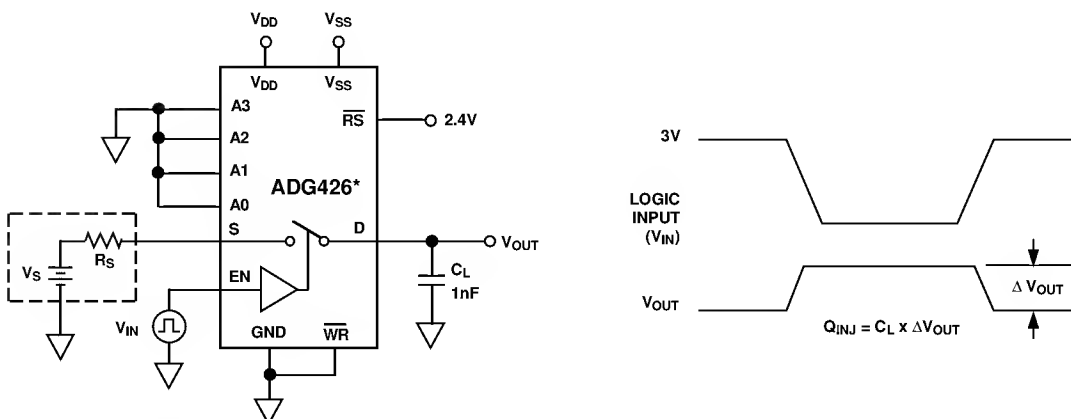 VDD
VSS
VDD
VSS
A3
RS
2.4V
A2
A1
ADG426*
A0
S
D
VOUT
VS
RS
EN
CL
1nF
VIN
GND
WR
3V
LOGIC
INPUT
(VIN)
VOUT
Δ VOUT
QINJ = CL x ΔVOUT